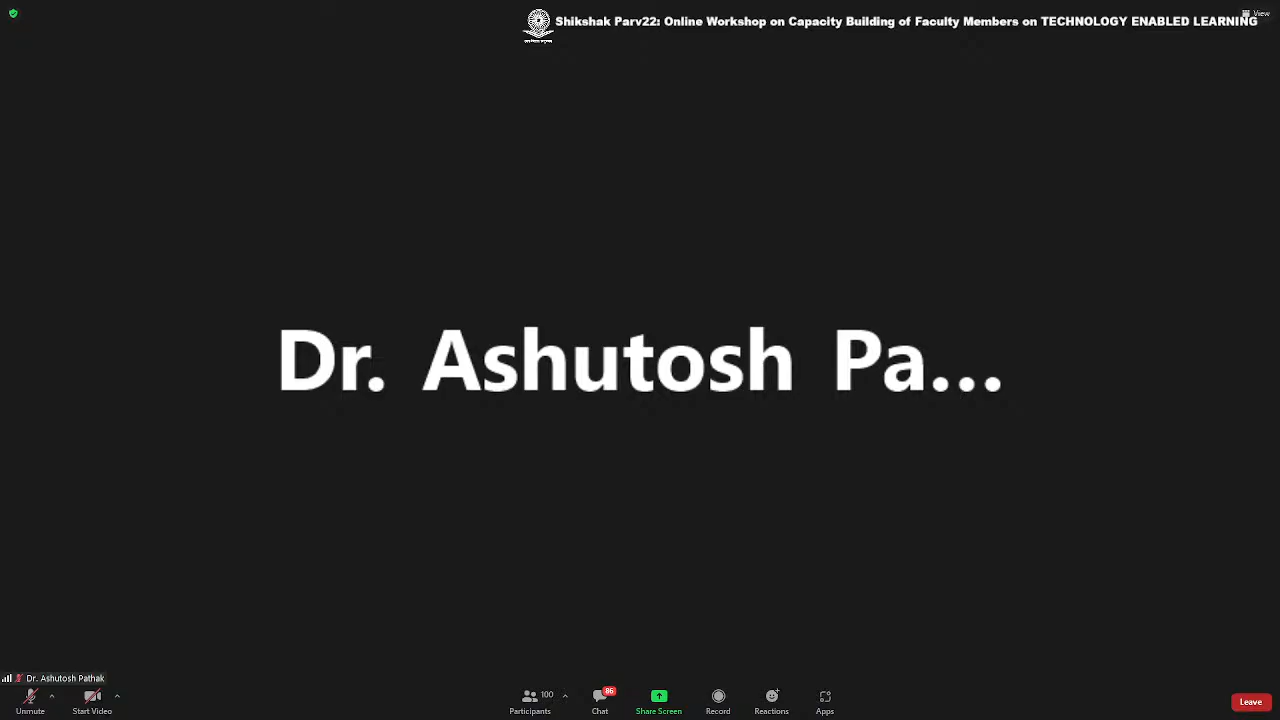 Shikshak Parv22: Online Workshop on Capacity Building of Faculty Members on TECHNOLOGY ENABLED LEARNING
View
Dr. Ashutosh Pa...
Dr. Ashutosh Pathak
Unmute
Start Video
100
Participants
86
Chat
Share Screen
Record
Reactions
Apps
Leave